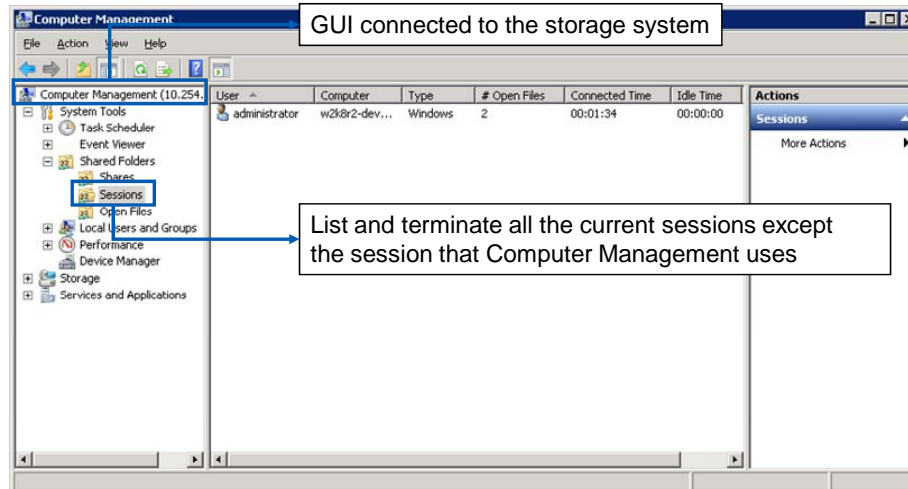 Computer Management
GUI connected to the storage system
File Action View Help
Computer Management (10.254.
User Computer Type # Open Files Connected Time Idle Time
Actions
System Tools
administrator w2k8r2-dev... Windows 2 00:01:34 00:00:00
Sessions
Task Scheduler
Event Viewer
More Actions
Shared Folders
Shares
Sessions
Open Files
List and terminate all the current sessions except
the session that Computer Management uses
Local Users and Groups
Performance
Device Manager
Storage
Services and Applications